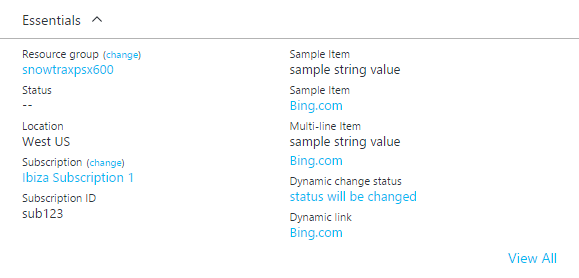 Essentials
Resource group (change)
snowtraxpsx600
Status
--
Location
West US
Subscription (change)
Ibiza Subscription 1
Subscription ID
sub123
Sample Item
sample string value
Sample Item
Bing.com
Multi-line Item
sample string value
Bing.com
Dynamic change status
status will be changed
Dynamic link
Bing.com
View All